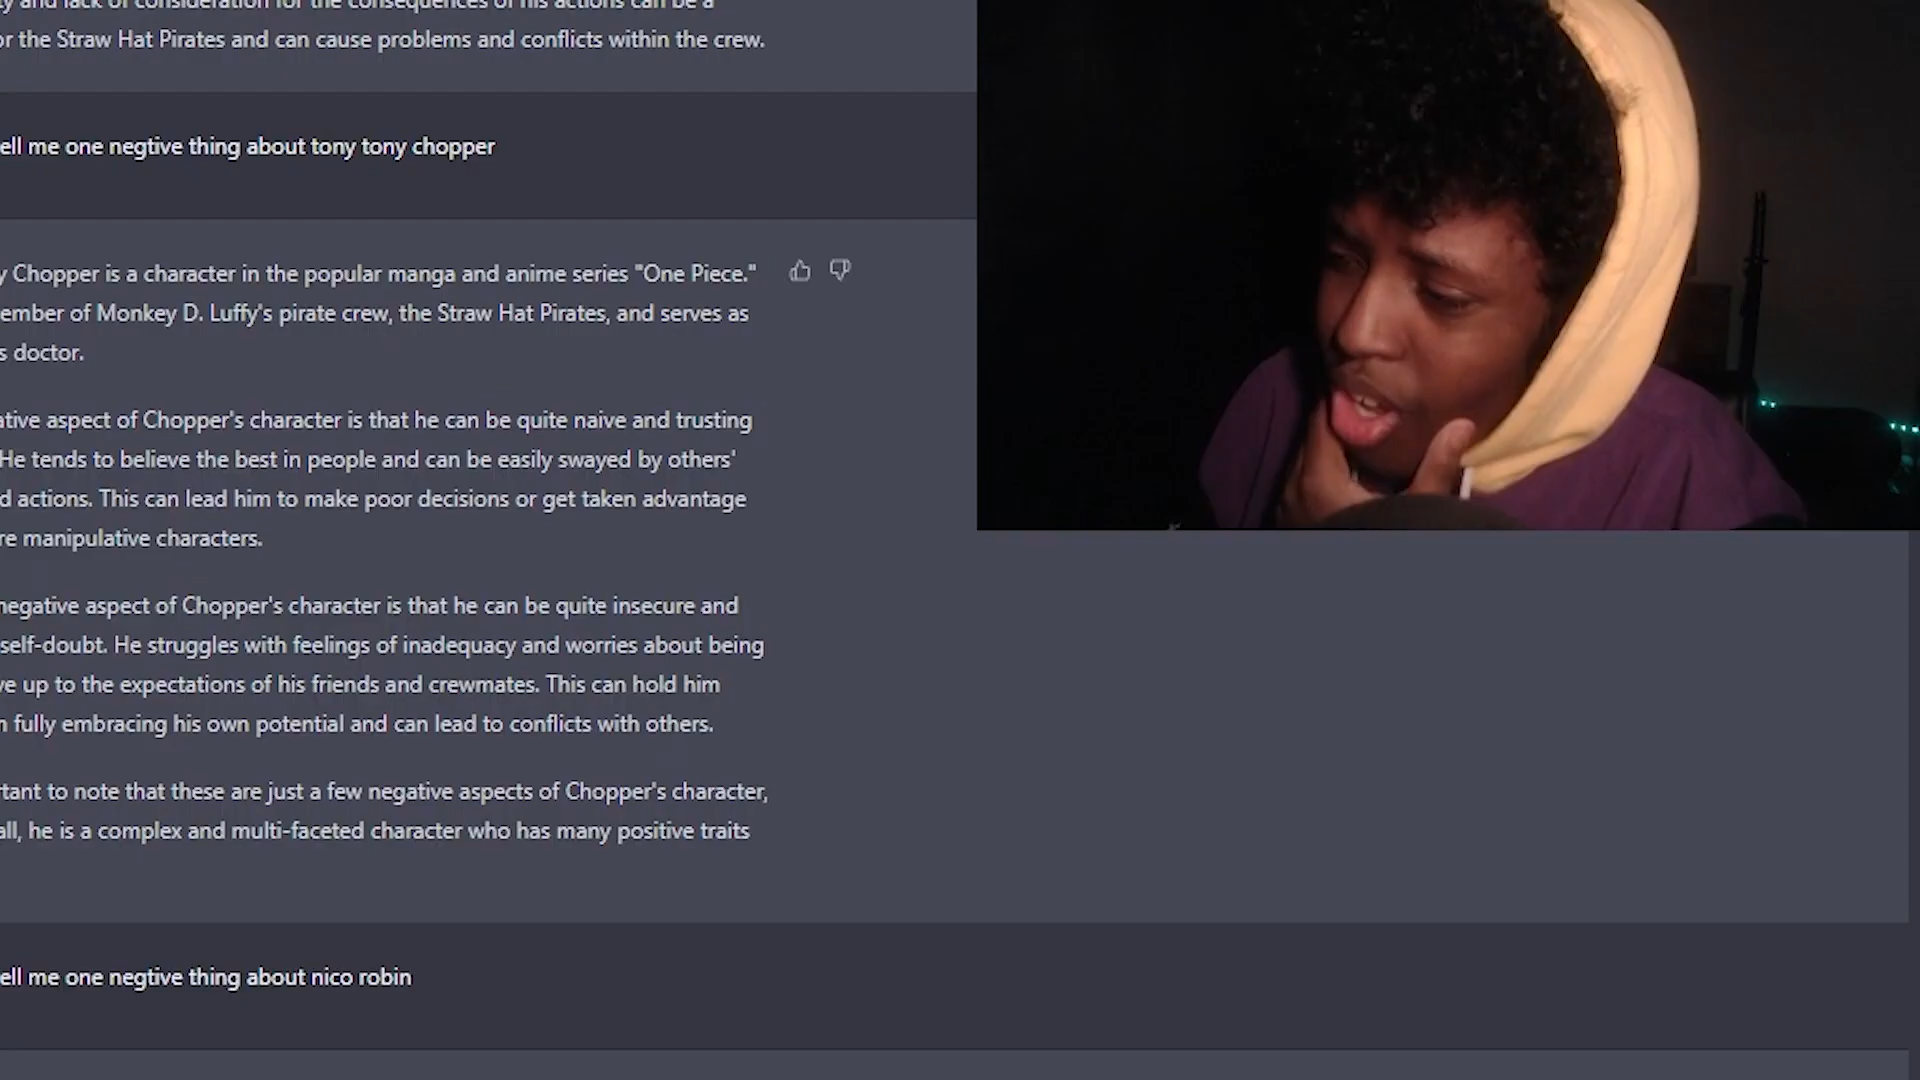 and lack of consideration for the consequences of his actions can be a
or the Straw Hat Pirates and can cause problems and conflicts within the crew.
ell me one negtive thing about tony tony chopper
y Chopper is a character in the popular manga and anime series "One Piece."
ember of Monkey D. Luffy's pirate crew, the Straw Hat Pirates, and serves as
s doctor.
ative aspect of Chopper's character is that he can be quite naive and trusting
He tends to believe the best in people and can be easily swayed by others'
d actions. This can lead him to make poor decisions or get taken advantage
re manipulative characters.
negative aspect of Chopper's character is that he can be quite insecure and
self-doubt. He struggles with feelings of inadequacy and worries about being
ve up to the expectations of his friends and crewmates. This can hold him
n fully embracing his own potential and can lead to conflicts with others.
rtant to note that these are just a few negative aspects of Chopper's character,
all, he is a complex and multi-faceted character who has many positive traits
ell me one negtive thing about nico robin